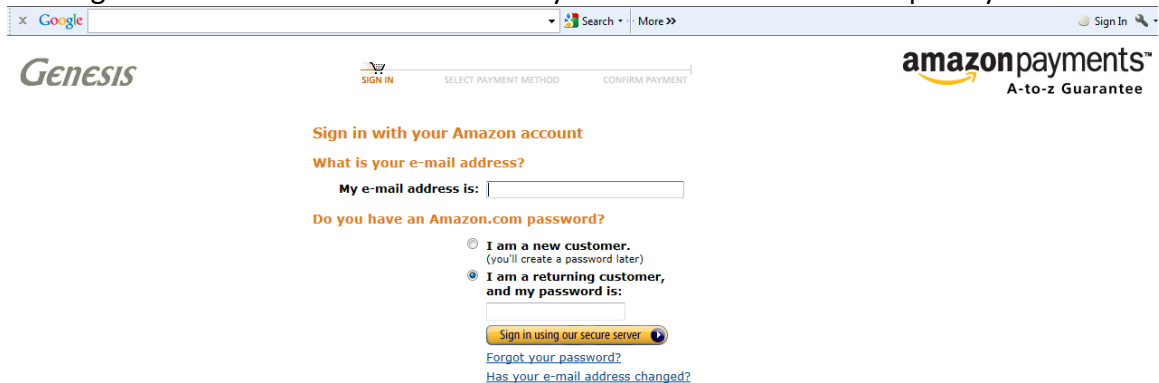 x Google Search More >> Sign In
Genesis
SIGN IN SELECT PAYMENT METHOD CONFIRM PAYMENT
amazonpayments™
A-to-z Guarantee
Sign in with your Amazon account
What is your e-mail address?
My e-mail address is:
Do you have an Amazon.com password?
I am a new customer.
(you'll create a password later)
I am a returning customer,
and my password is:
Sign in using our secure server
Forgot your password?
Has your e-mail address changed?